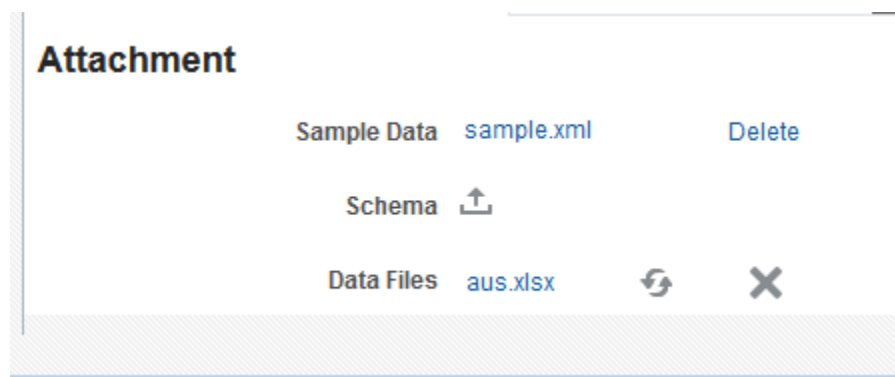 Attachment
Sample Data sample.xml Delete
Schema
Data Files aus.xlsx